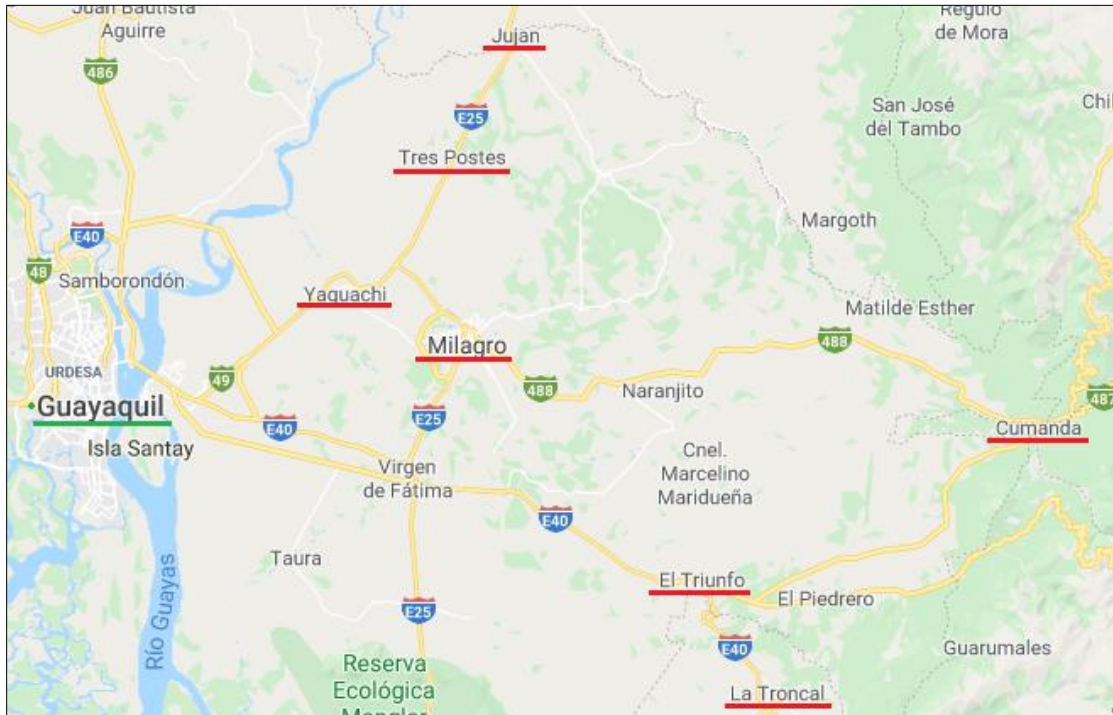 Juan Bautista
Aguirre
Regulo
de Mora
Jujan
486
E25
San José
del Tambo
Chil
Tres Postes
Margoth
E40
48
Samborondón
Yaguachi
Matilde Esther
Milagro
488
URDESA
49
488
Naranjito
487
Guayaquil
E25
E40
Cumanda
Isla Santay
Virgen
de Fátima
Cnel.
Marcelino
Maridueña
E40
Taura
El Triunfo
El Piedrero
E25
Río Guayas
E40
Guarumales
Reserva
Ecológica
Manglar
La Troncal